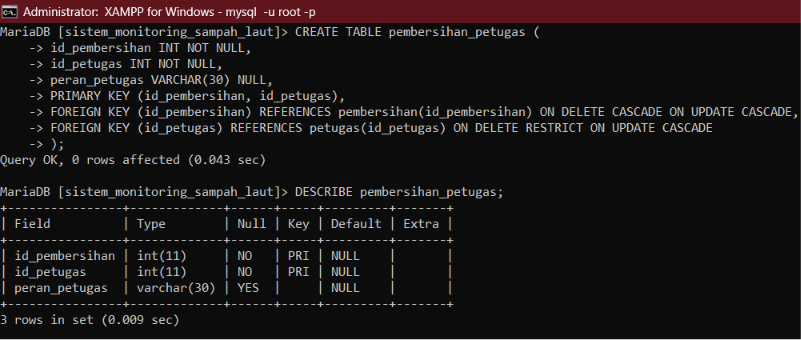 Administrator: XAMPP for Windows - mysql  -u root -p
MariaDB [sistem_monitoring_sampah_laut]> CREATE TABLE pembersihan_petugas (
    -> id_pembersihan INT NOT NULL,
    -> id_petugas INT NOT NULL,
    -> peran_petugas VARCHAR(30) NULL,
    -> PRIMARY KEY (id_pembersihan, id_petugas),
    -> FOREIGN KEY (id_pembersihan) REFERENCES pembersihan(id_pembersihan) ON DELETE CASCADE ON UPDATE CASCADE,
    -> FOREIGN KEY (id_petugas) REFERENCES petugas(id_petugas) ON DELETE RESTRICT ON UPDATE CASCADE
    -> );
Query OK, 0 rows affected (0.043 sec)

MariaDB [sistem_monitoring_sampah_laut]> DESCRIBE pembersihan_petugas;
+----------------+-------------+------+-----+---------+-------+
| Field          | Type        | Null | Key | Default | Extra |
+----------------+-------------+------+-----+---------+-------+
| id_pembersihan | int(11)     | NO   | PRI | NULL    |       |
| id_petugas     | int(11)     | NO   | PRI | NULL    |       |
| peran_petugas  | varchar(30) | YES  |     | NULL    |       |
+----------------+-------------+------+-----+---------+-------+
3 rows in set (0.009 sec)